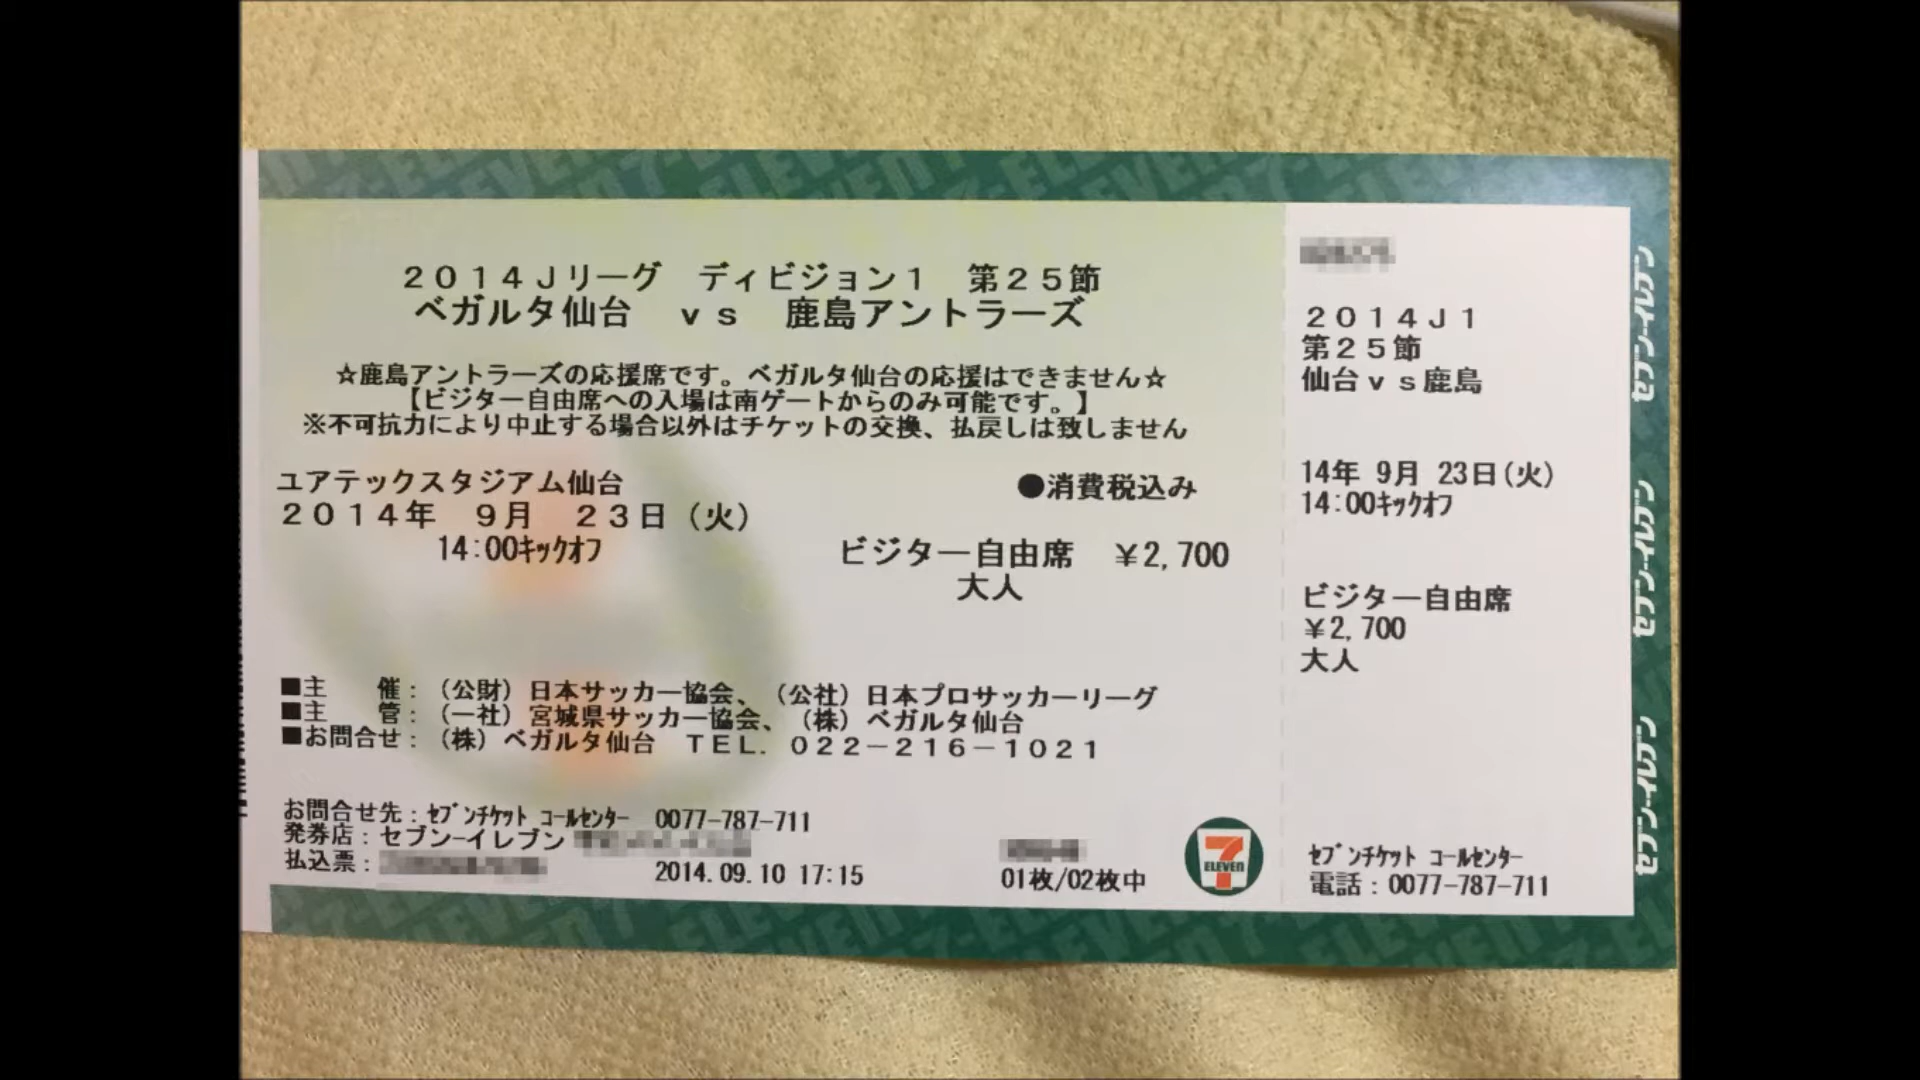 2014Jリーグ ディビジョン1 第25節
ベガルタ仙台 vs 鹿島アントラーズ
☆鹿島アントラーズの応援席です。ベガルタ仙台の応援はできません☆
【ビジター自由席への入場は南ゲートからのみ可能です。】
※不可抗力により中止する場合以外はチケットの交換、払戻しは致しません
ユアテックスタジアム仙台
●消費税込み
2014年 9月 23日(火)
14:00キックオフ
ビジター自由席 ¥2,700
大人
■主 催:(公財)日本サッカー協会、(公社)日本プロサッカーリーグ
■主 管:(一社)宮城県サッカー協会、(株)ベガルタ仙台
■お問合せ:(株)ベガルタ仙台 TEL.022-216-1021
お問合せ先:セブンチケット コールセンター 0077-787-711
発券店:セブン-イレブン
払込票:
2014.09.10 17:15
01枚/02枚中
7 ELEVEN
2014J1
第25節
仙台vs鹿島
14年 9月 23日(火)
14:00キックオフ
ビジター自由席
¥2,700
大人
セブンチケット コールセンター
電話:0077-787-711
セブン-イレブン
セブン-イレブン
セブン-イレブン